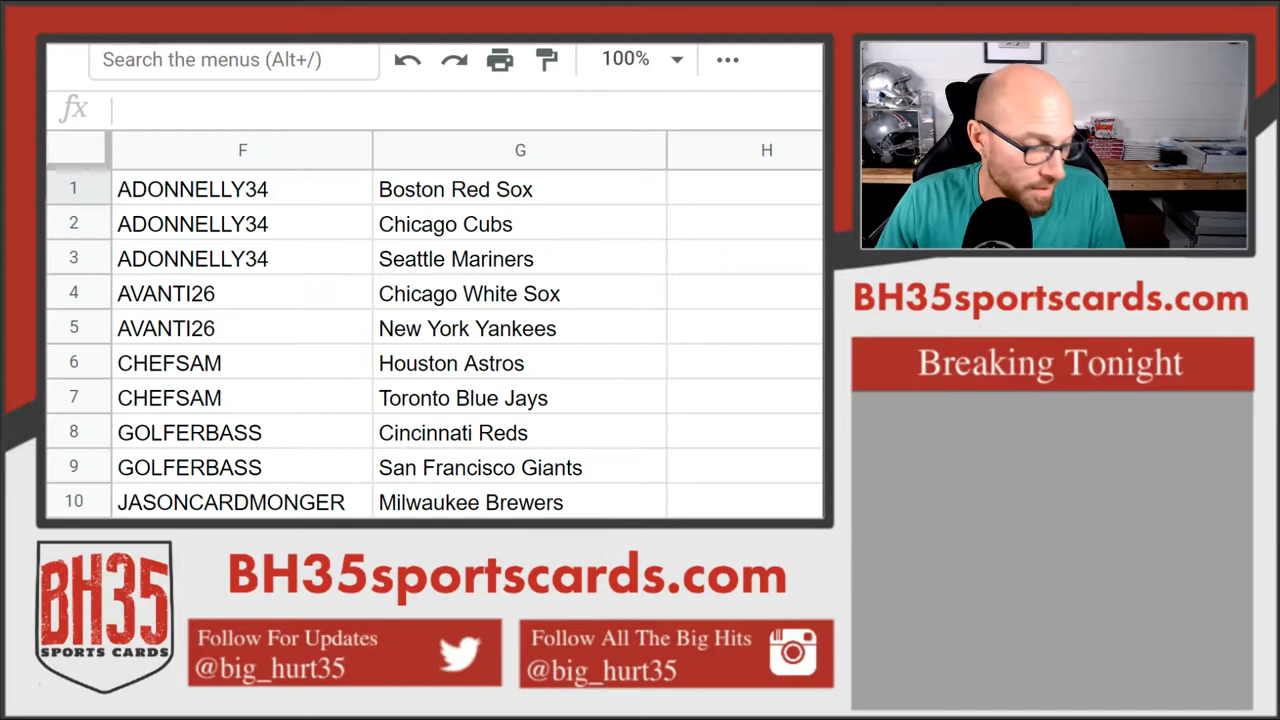 Search the menus (Alt+/)
100%
fx
F G H
1 ADONNELLY34 Boston Red Sox
2 ADONNELLY34 Chicago Cubs
3 ADONNELLY34 Seattle Mariners
4 AVANTI26 Chicago White Sox
5 AVANTI26 New York Yankees
6 CHEFSAM Houston Astros
7 CHEFSAM Toronto Blue Jays
8 GOLFERBASS Cincinnati Reds
9 GOLFERBASS San Francisco Giants
10 JASONCARDMONGER Milwaukee Brewers
BH35sportscards.com
Breaking Tonight
BH35
SPORTS CARDS
BH35sportscards.com
Follow For Updates
@big_hurt35
Follow All The Big Hits
@big_hurt35